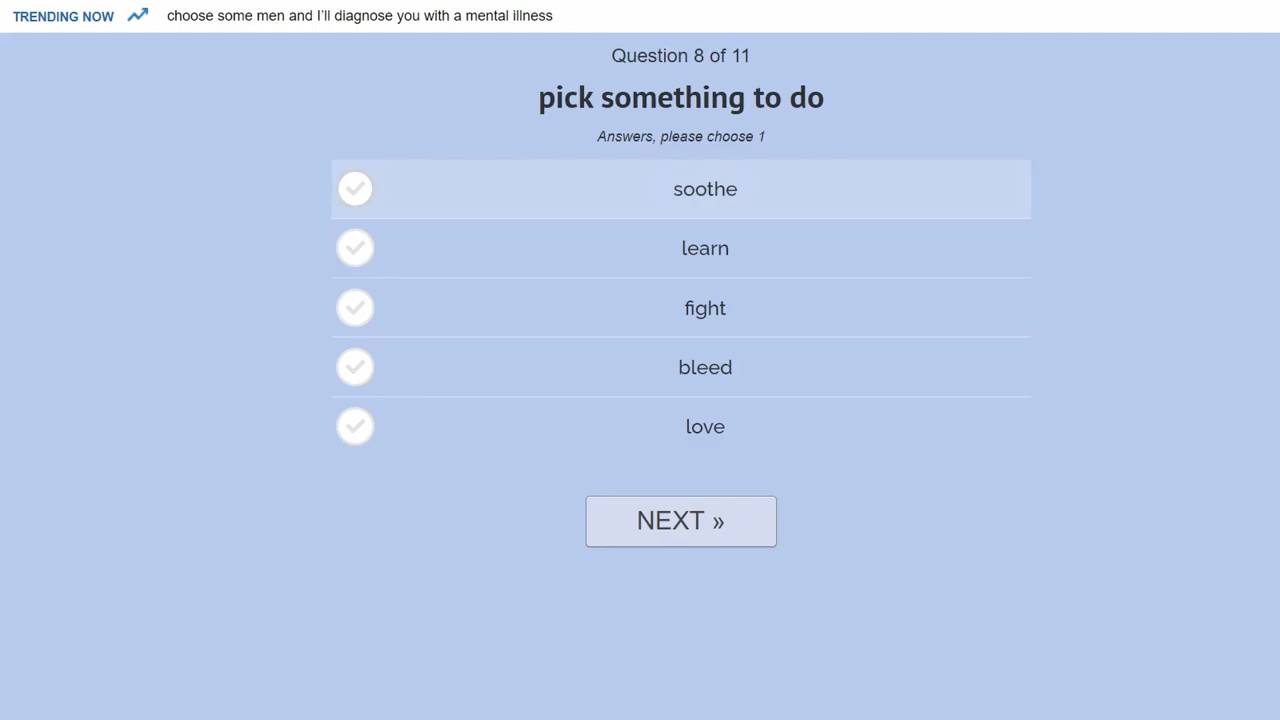 TRENDING NOW choose some men and I'll diagnose you with a mental illness
Question 8 of 11
pick something to do
Answers, please choose 1
soothe
learn
fight
bleed
love
NEXT »